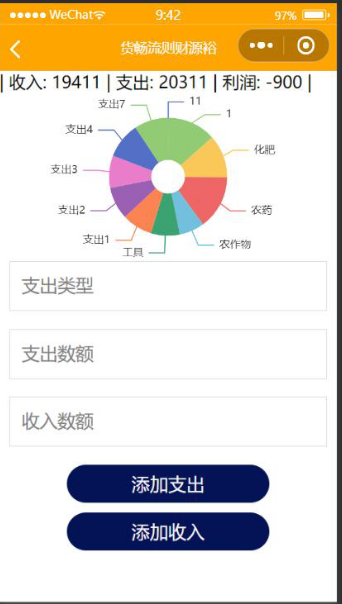 WeChat 9:42 97%
货畅流则财源裕
| 收入: 19411 | 支出: 20311 | 利润: -900 |
支出7 11
1
支出4
化肥
支出3
支出2 农药
支出1 农作物
工具
支出类型
支出数额
收入数额
添加支出
添加收入